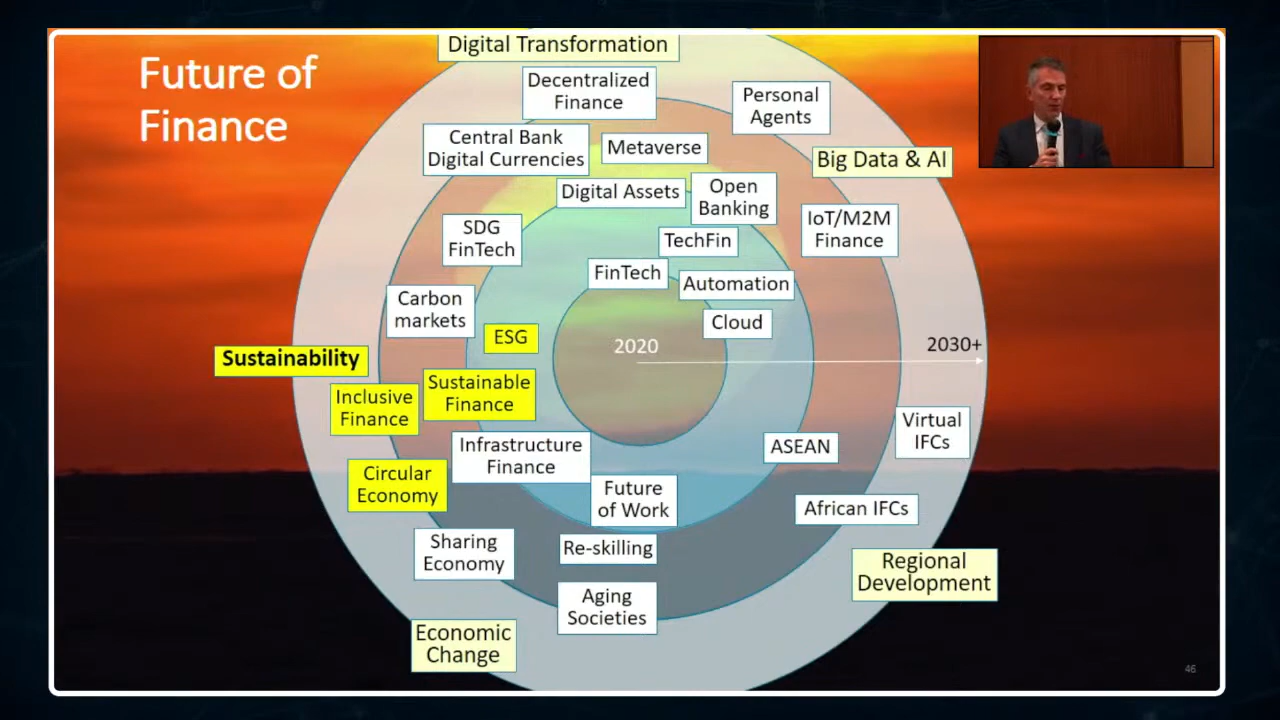 Future of
Finance
Digital Transformation
Decentralized
Finance
Personal
Agents
Central Bank
Digital Currencies
Metaverse
Big Data & AI
Digital Assets
Open
Banking
IoT/M2M
Finance
SDG
FinTech
TechFin
FinTech
Automation
Carbon
markets
Cloud
ESG
2020
2030+
Sustainability
Inclusive
Finance
Sustainable
Finance
Virtual
IFCs
Infrastructure
Finance
ASEAN
Circular
Economy
Future
of Work
African IFCs
Sharing
Economy
Re-skilling
Regional
Development
Aging
Societies
Economic
Change
46